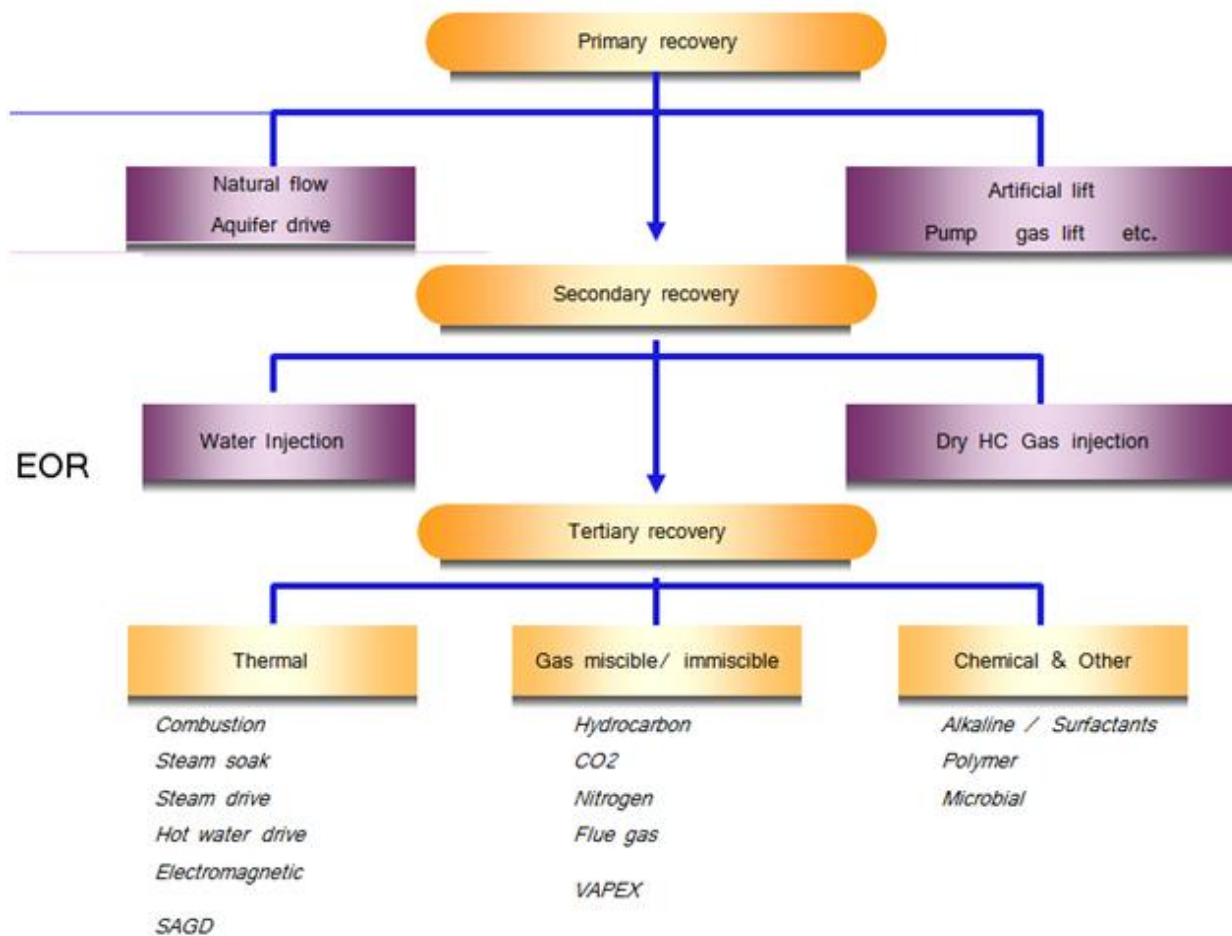 Primary recovery
Natural flow
Aquifer drive
Artificial lift
Pump gas lift etc.
Secondary recovery
Water Injection
Dry HC Gas injection
EOR
Tertiary recovery
Thermal
Gas miscible/ immiscible
Chemical & Other
Combustion
Steam soak
Steam drive
Hot water drive
Electromagnetic
SAGD
Hydrocarbon
CO2
Nitrogen
Flue gas
VAPEX
Alkaline / Surfactants
Polymer
Microbial